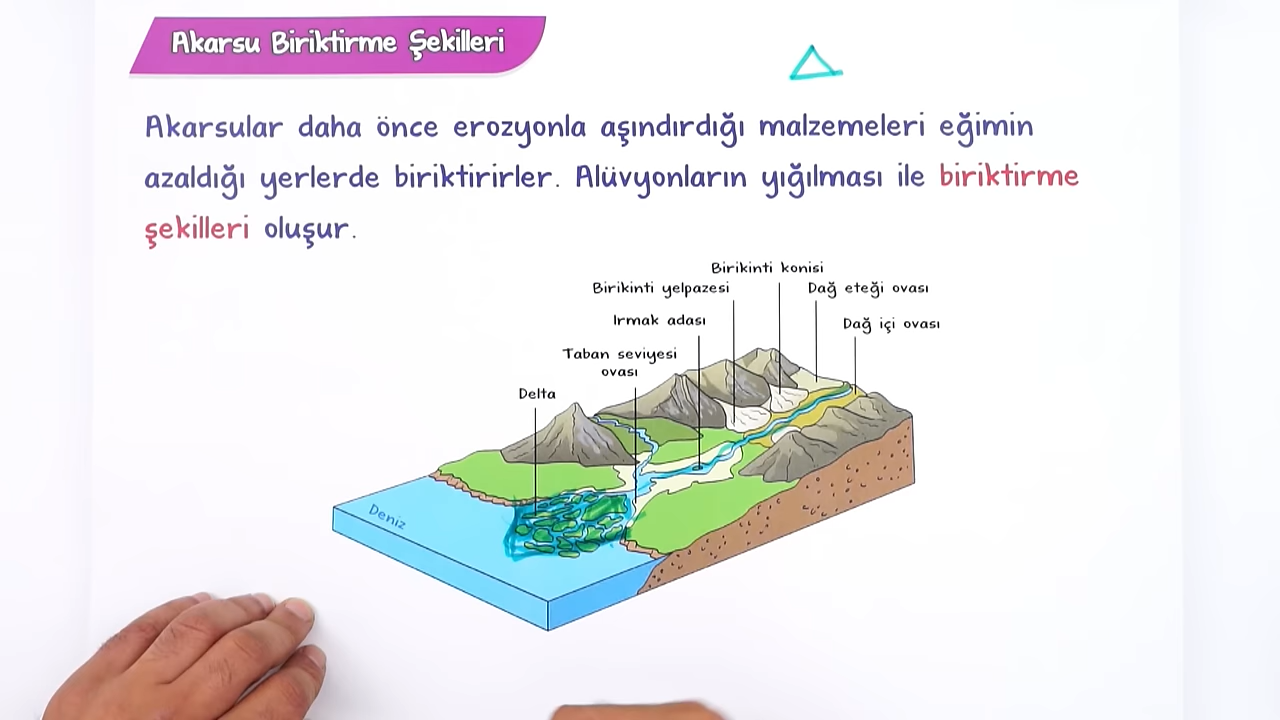 Akarsu Biriktirme Şekilleri
Akarsular daha önce erozyonla aşındırdığı malzemeleri eğimin
azaldığı yerlerde biriktirirler. Alüvyonların yığılması ile biriktirme
şekilleri oluşur.
Birikinti konisi
Birikinti yelpazesi
Dağ eteği ovası
Irmak adası
Dağ içi ovası
Taban seviyesi
ovası
Delta
Deniz